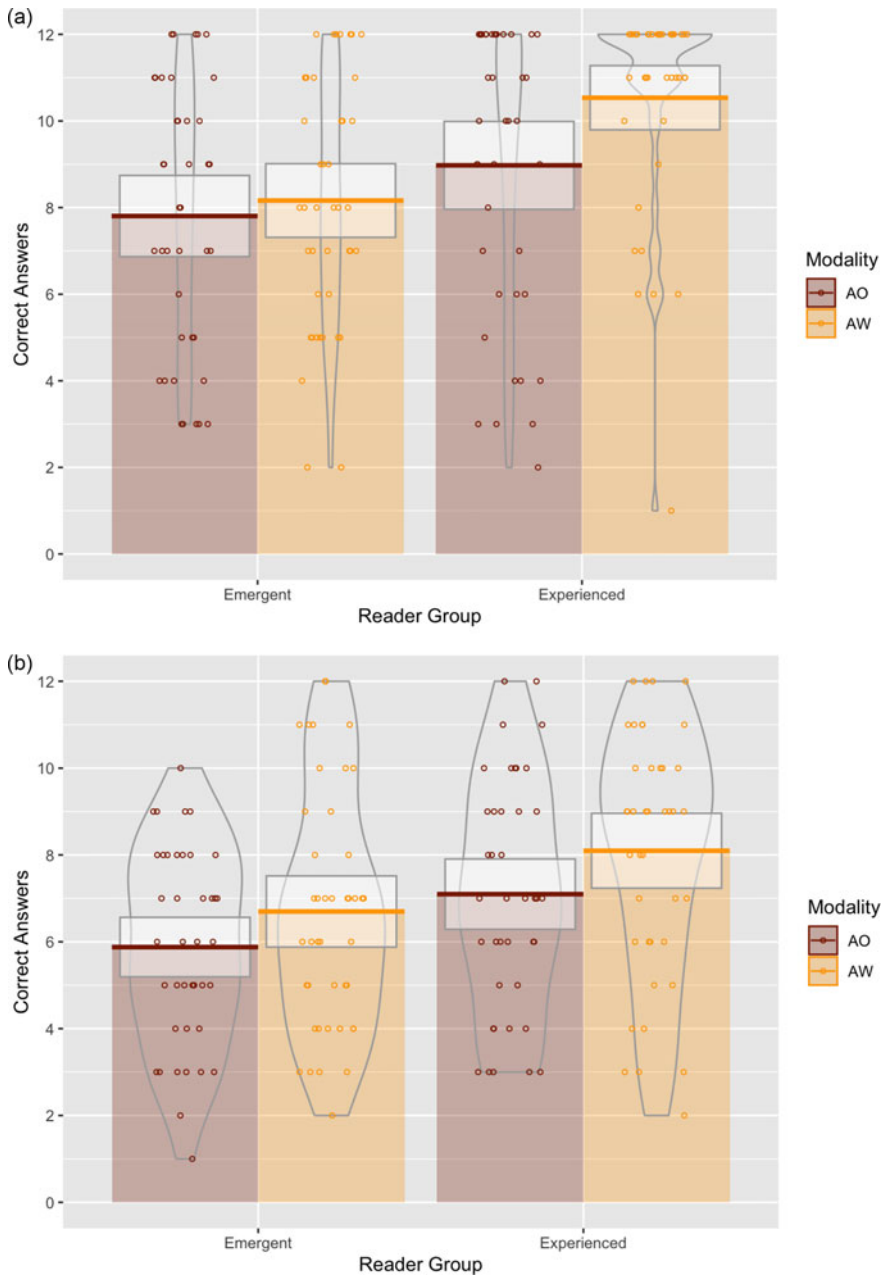 (a)
12
10
8
6
4
2
0
Correct Answers
Emergent
Experienced
Reader Group
Modality
AO
AW
(b)
12
10
8
6
4
2
0
Correct Answers
Emergent
Experienced
Reader Group
Modality
AO
AW